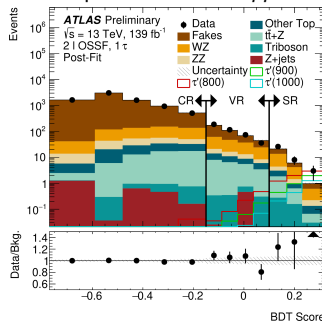 Events
ATLAS Preliminary
√s = 13 TeV, 139 fb⁻¹
2 l OSSF, 1 τ
Post-Fit
Data
Fakes
WZ
ZZ
Uncertainty
τ'(800)
Other Top
tt̄+Z
Triboson
Z+jets
τ'(900)
τ'(1000)
10⁶
10⁵
10⁴
10³
10²
10
1
10⁻¹
CR
VR
SR
Data/Bkg.
1.4
1.2
1.0
0.8
0.6
−0.6
−0.4
−0.2
0
0.2
BDT Score